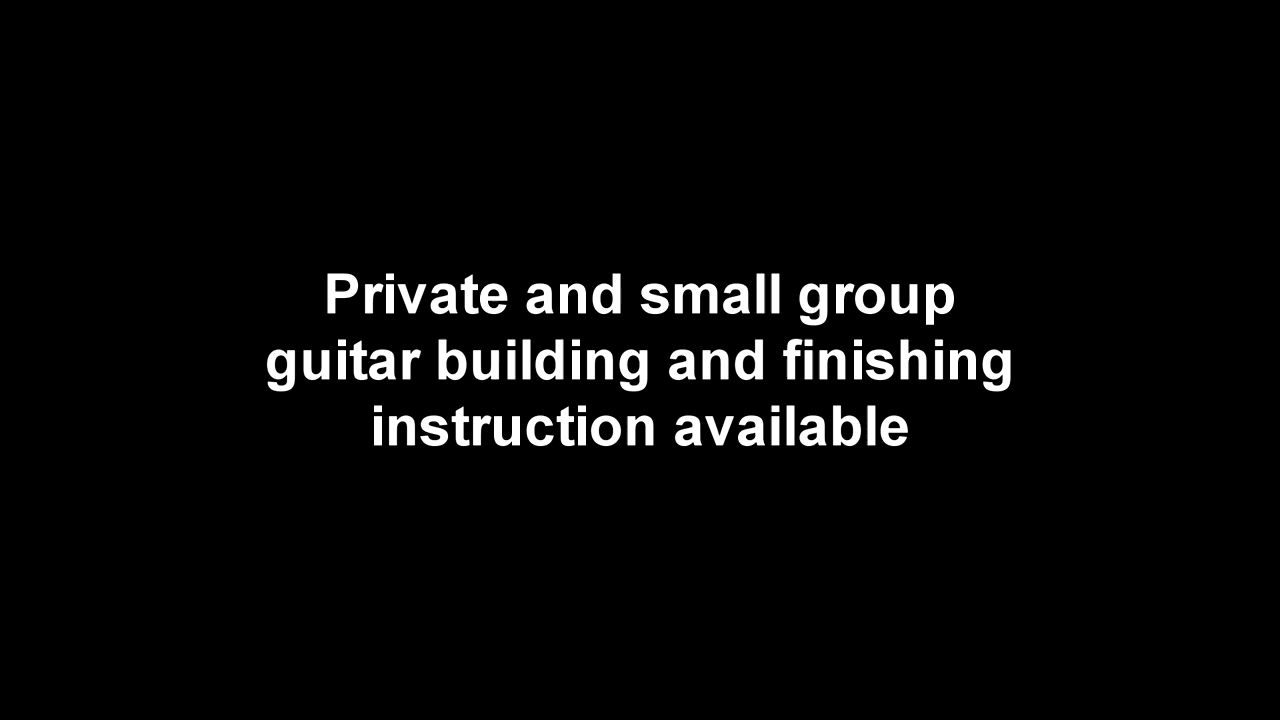 Private and small group
guitar building and finishing
instruction available